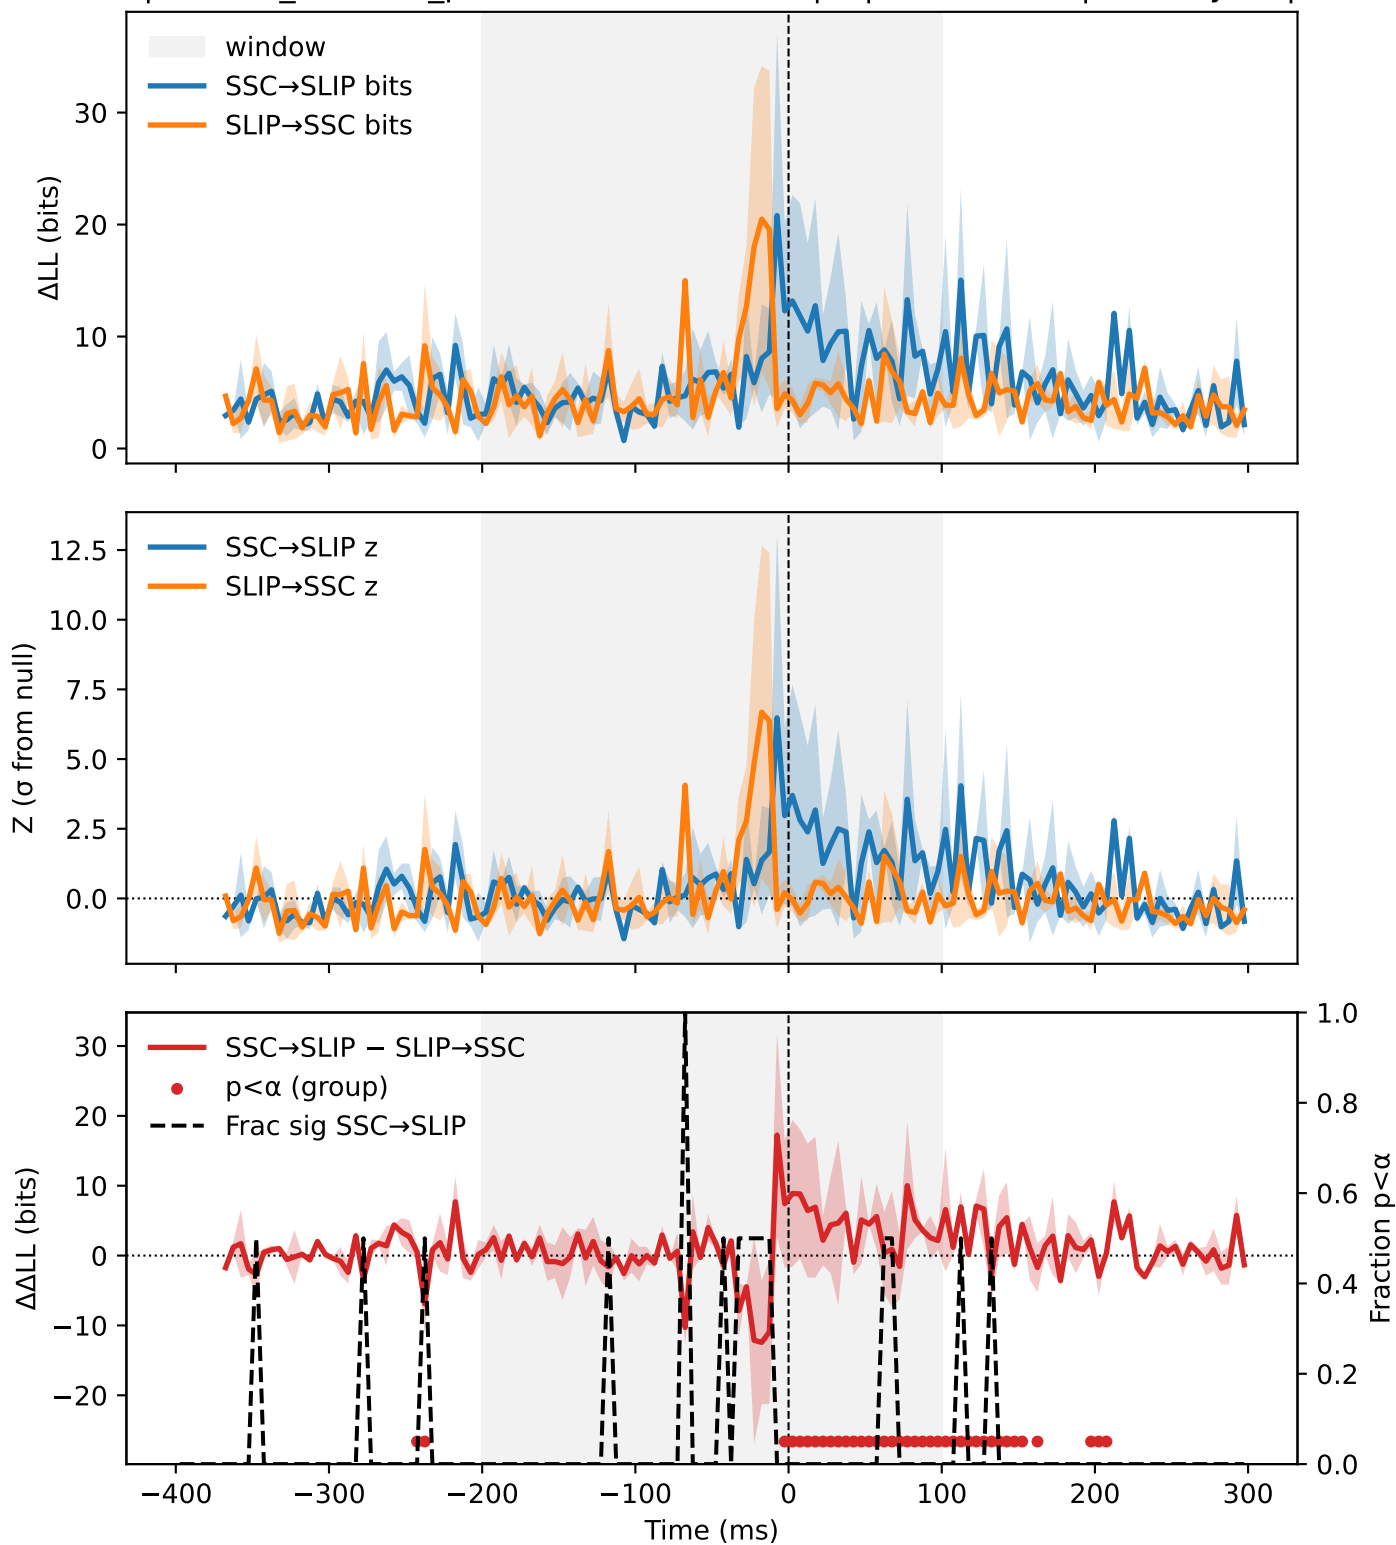 window
SSC→SLIP bits
SLIP→SSC bits
ΔLL (bits)
30
20
10
0
SSC→SLIP z
SLIP→SSC z
Z (σ from null)
12.5
10.0
7.5
5.0
2.5
0.0
SSC→SLIP − SLIP→SSC
p<α (group)
Frac sig SSC→SLIP
ΔΔLL (bits)
30
20
10
0
−10
−20
1.0
0.8
0.6
0.4
0.2
0.0
Fraction p<α
−400 −300 −200 −100 0 100 200 300
Time (ms)